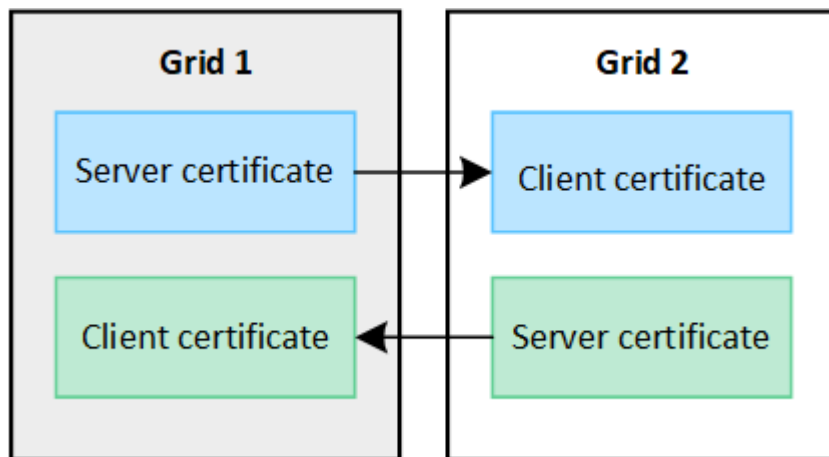 Grid 1
Grid 2
Server certificate
Client certificate
Client certificate
Server certificate